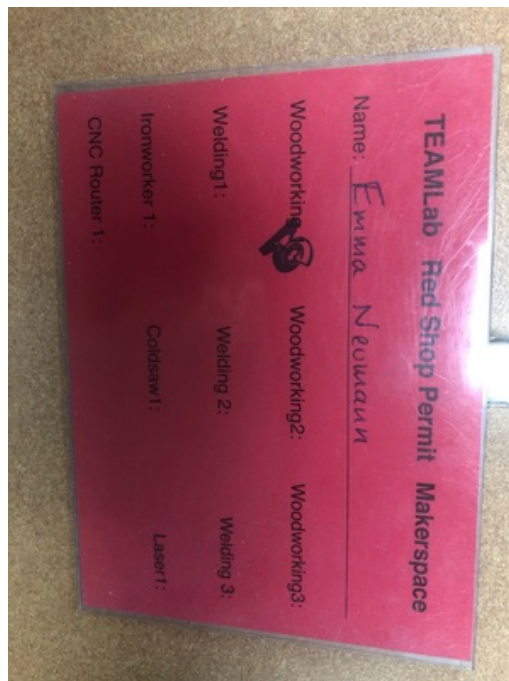 TEAMLab Red Shop Permit Makerspace
Name: Emma Neumann
Woodworking Woodworking2: Woodworking3:
Welding1: Welding 2: Welding 3:
Ironworker 1: Coldsaw1: Laser1:
CNC Router 1: